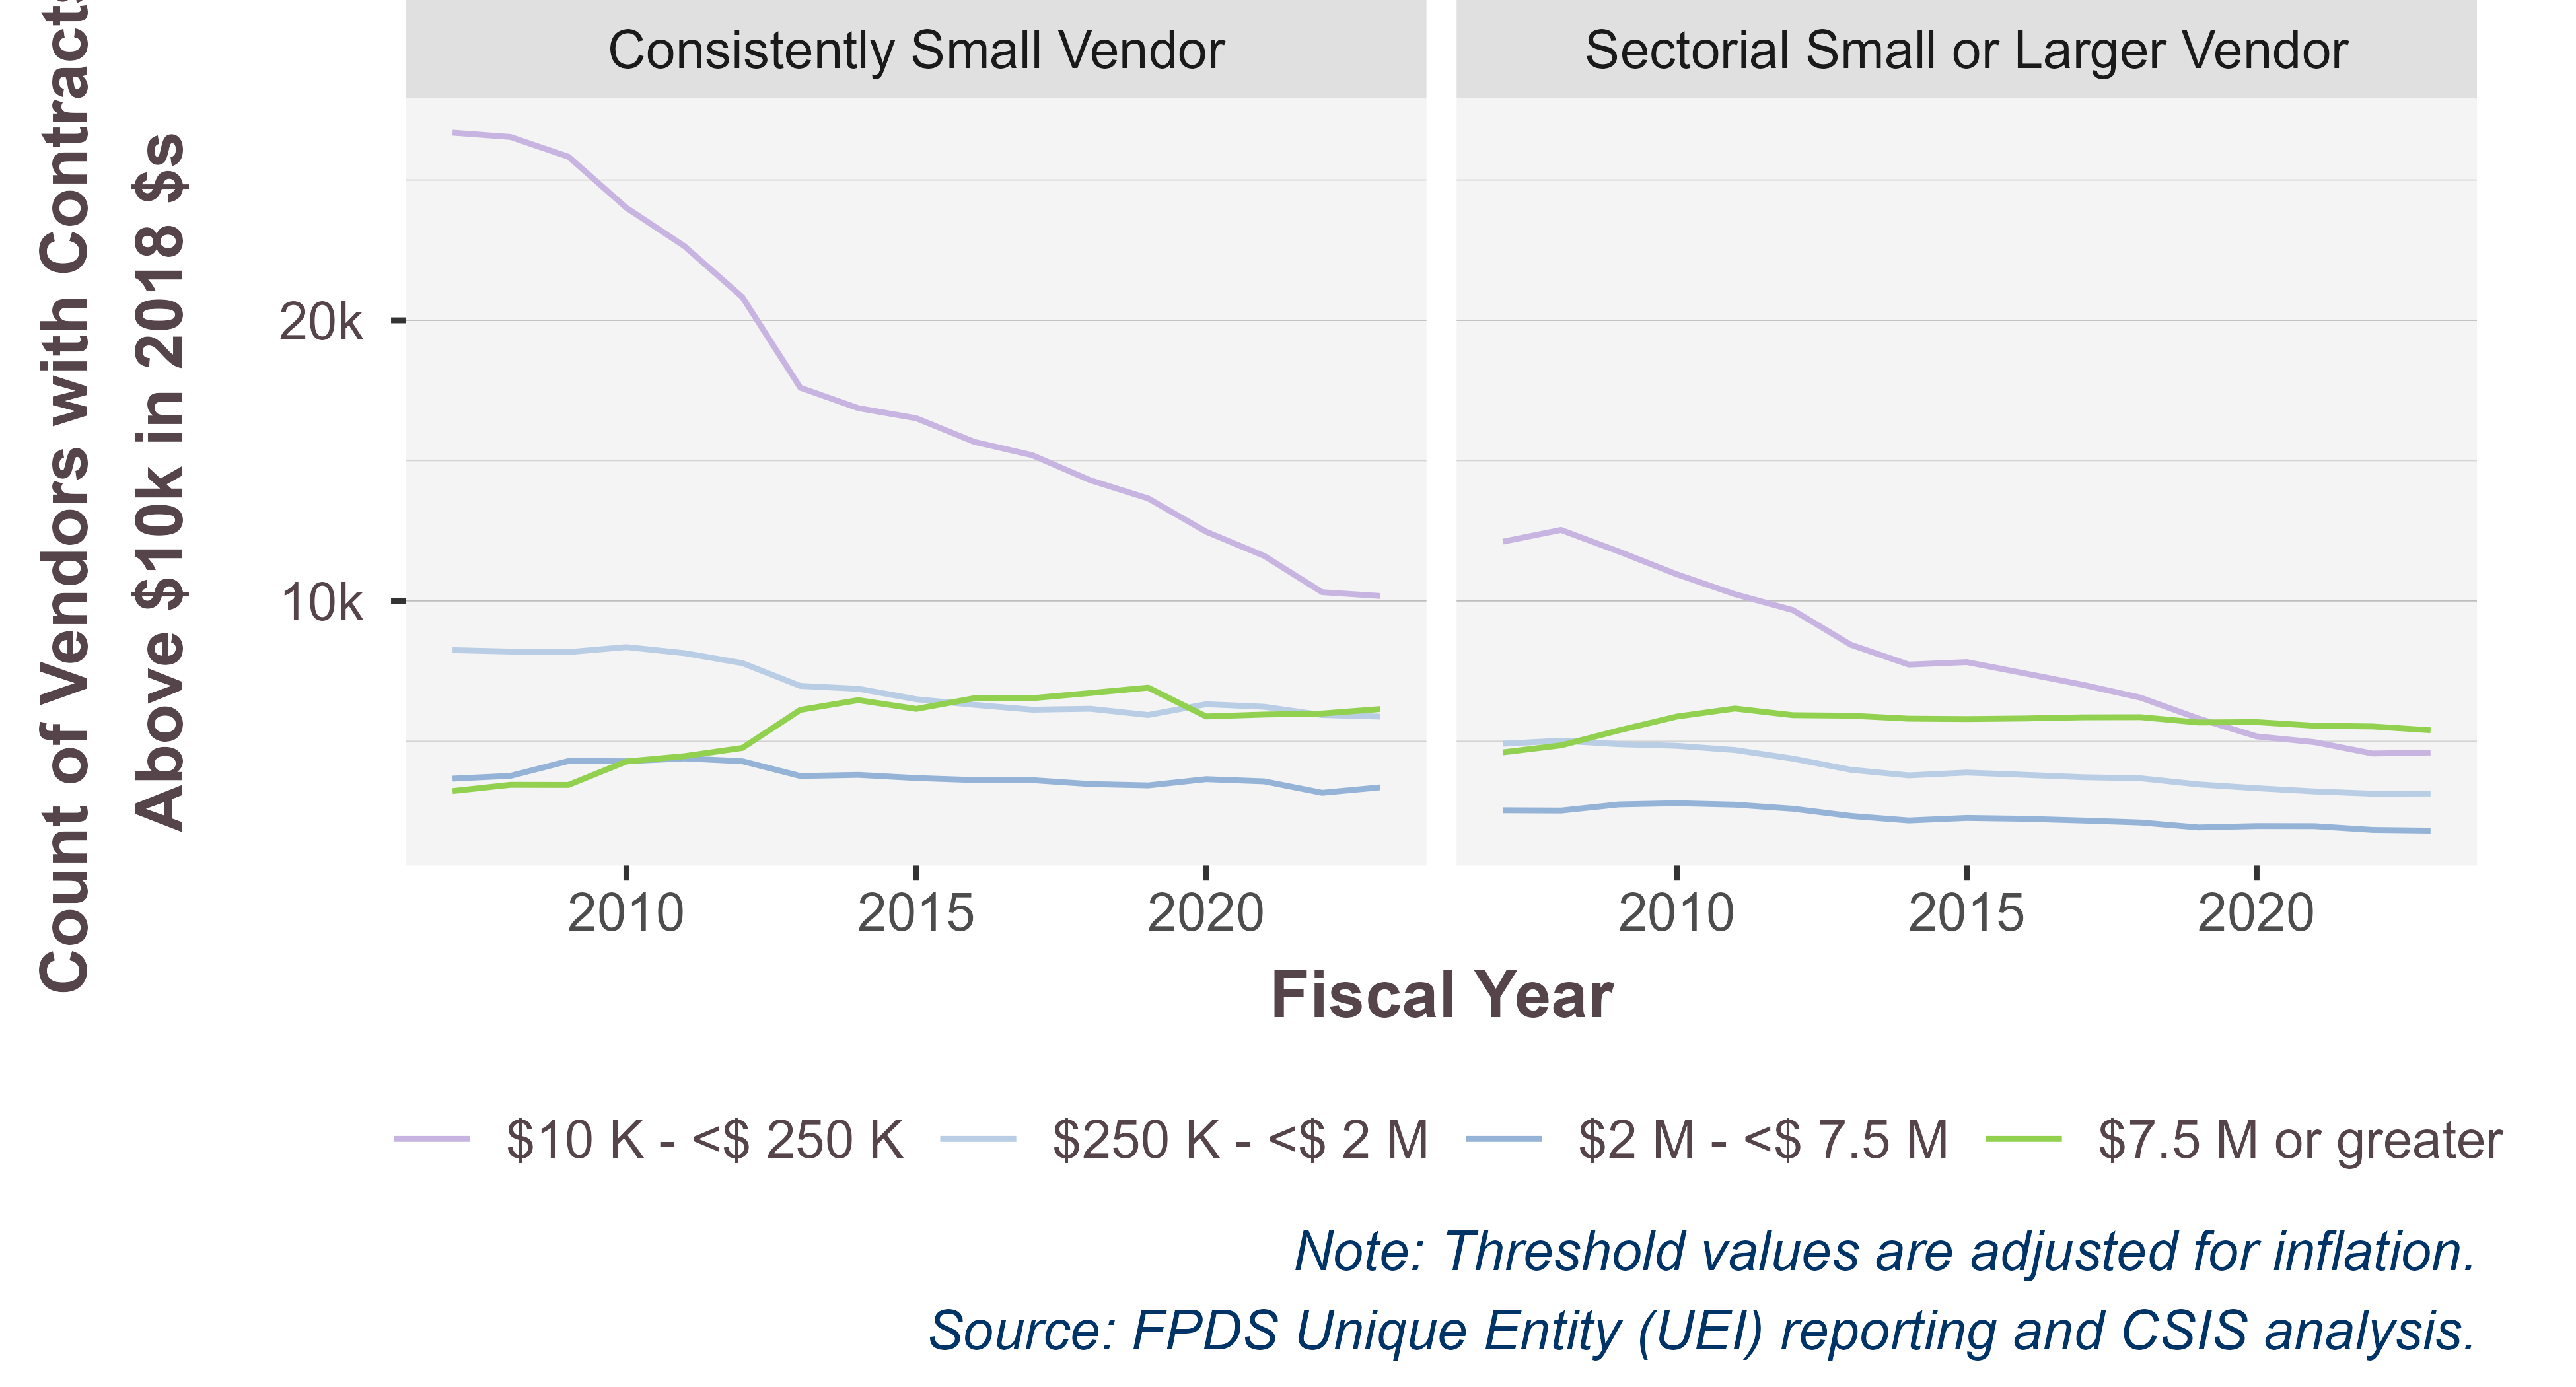 Consistently Small Vendor
Sectorial Small or Larger Vendor
Count of Vendors with Contracts
Above $10k in 2018 $s
20k
10k
2010
2015
2020
2010
2015
2020
Fiscal Year
$10 K - <$ 250 K
$250 K - <$ 2 M
$2 M - <$ 7.5 M
$7.5 M or greater
Note: Threshold values are adjusted for inflation.
Source: FPDS Unique Entity (UEI) reporting and CSIS analysis.